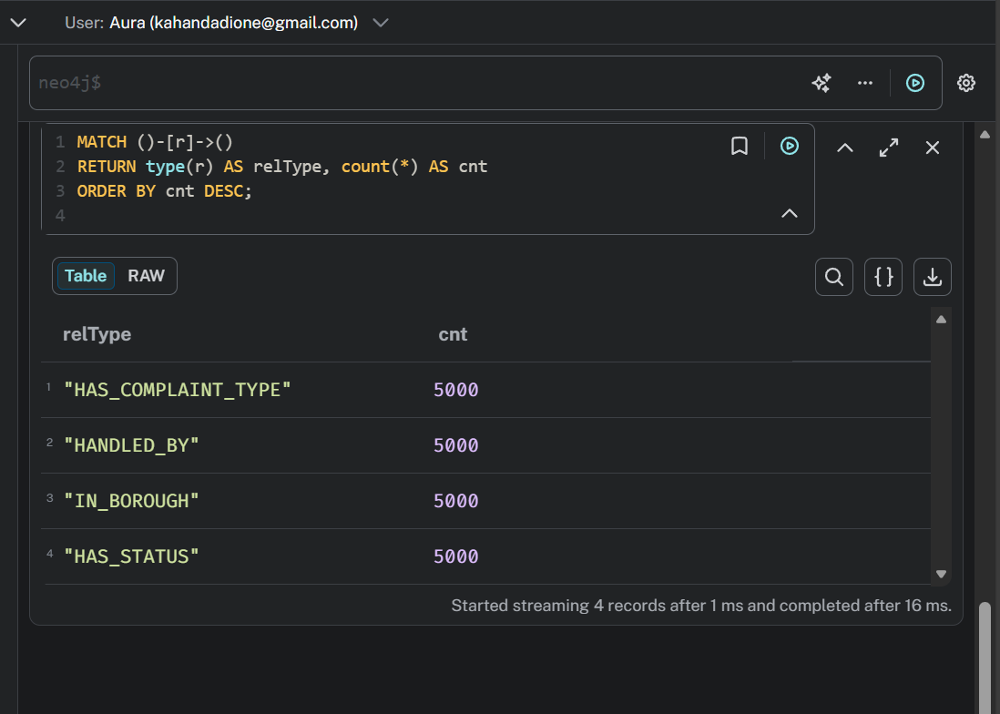 User: Aura (kahandadione@gmail.com)
neo4j$
1 MATCH ()-[r]->()
2 RETURN type(r) AS relType, count(*) AS cnt
3 ORDER BY cnt DESC;
4
Table RAW
{}
relType cnt
1 "HAS_COMPLAINT_TYPE" 5000
2 "HANDLED_BY" 5000
3 "IN_BOROUGH" 5000
4 "HAS_STATUS" 5000
Started streaming 4 records after 1 ms and completed after 16 ms.